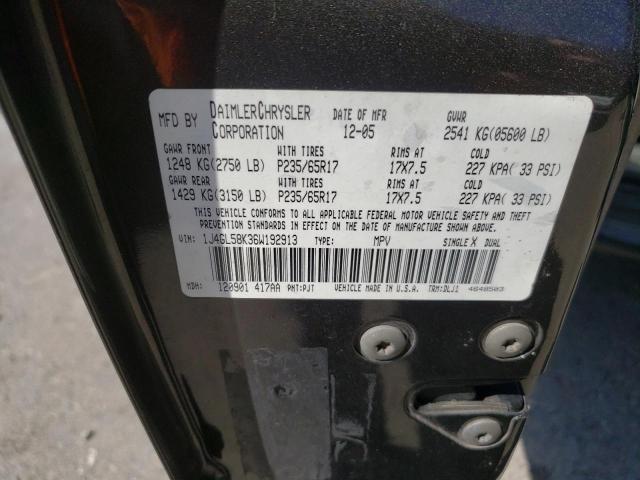 MFD BY DAIMLERCHRYSLER CORPORATION DATE OF MFR 12-05 GVWR 2541 KG(05600 LB)
GAWR FRONT WITH TIRES RIMS AT COLD
1248 KG(2750 LB) P235/65R17 17X7.5 227 KPA( 33 PSI)
GAWR REAR WITH TIRES RIMS AT COLD
1429 KG(3150 LB) P235/65R17 17X7.5 227 KPA( 33 PSI)
THIS VEHICLE CONFORMS TO ALL APPLICABLE FEDERAL MOTOR VEHICLE SAFETY AND THEFT
PREVENTION STANDARDS IN EFFECT ON THE DATE OF MANUFACTURE SHOWN ABOVE.
VIN: 1J4GL58K36W192913 TYPE: MPV SINGLE X DUAL
MDH: 120901 417AA PNT:PJT VEHICLE MADE IN U.S.A. TRM:DLJ1 4648503